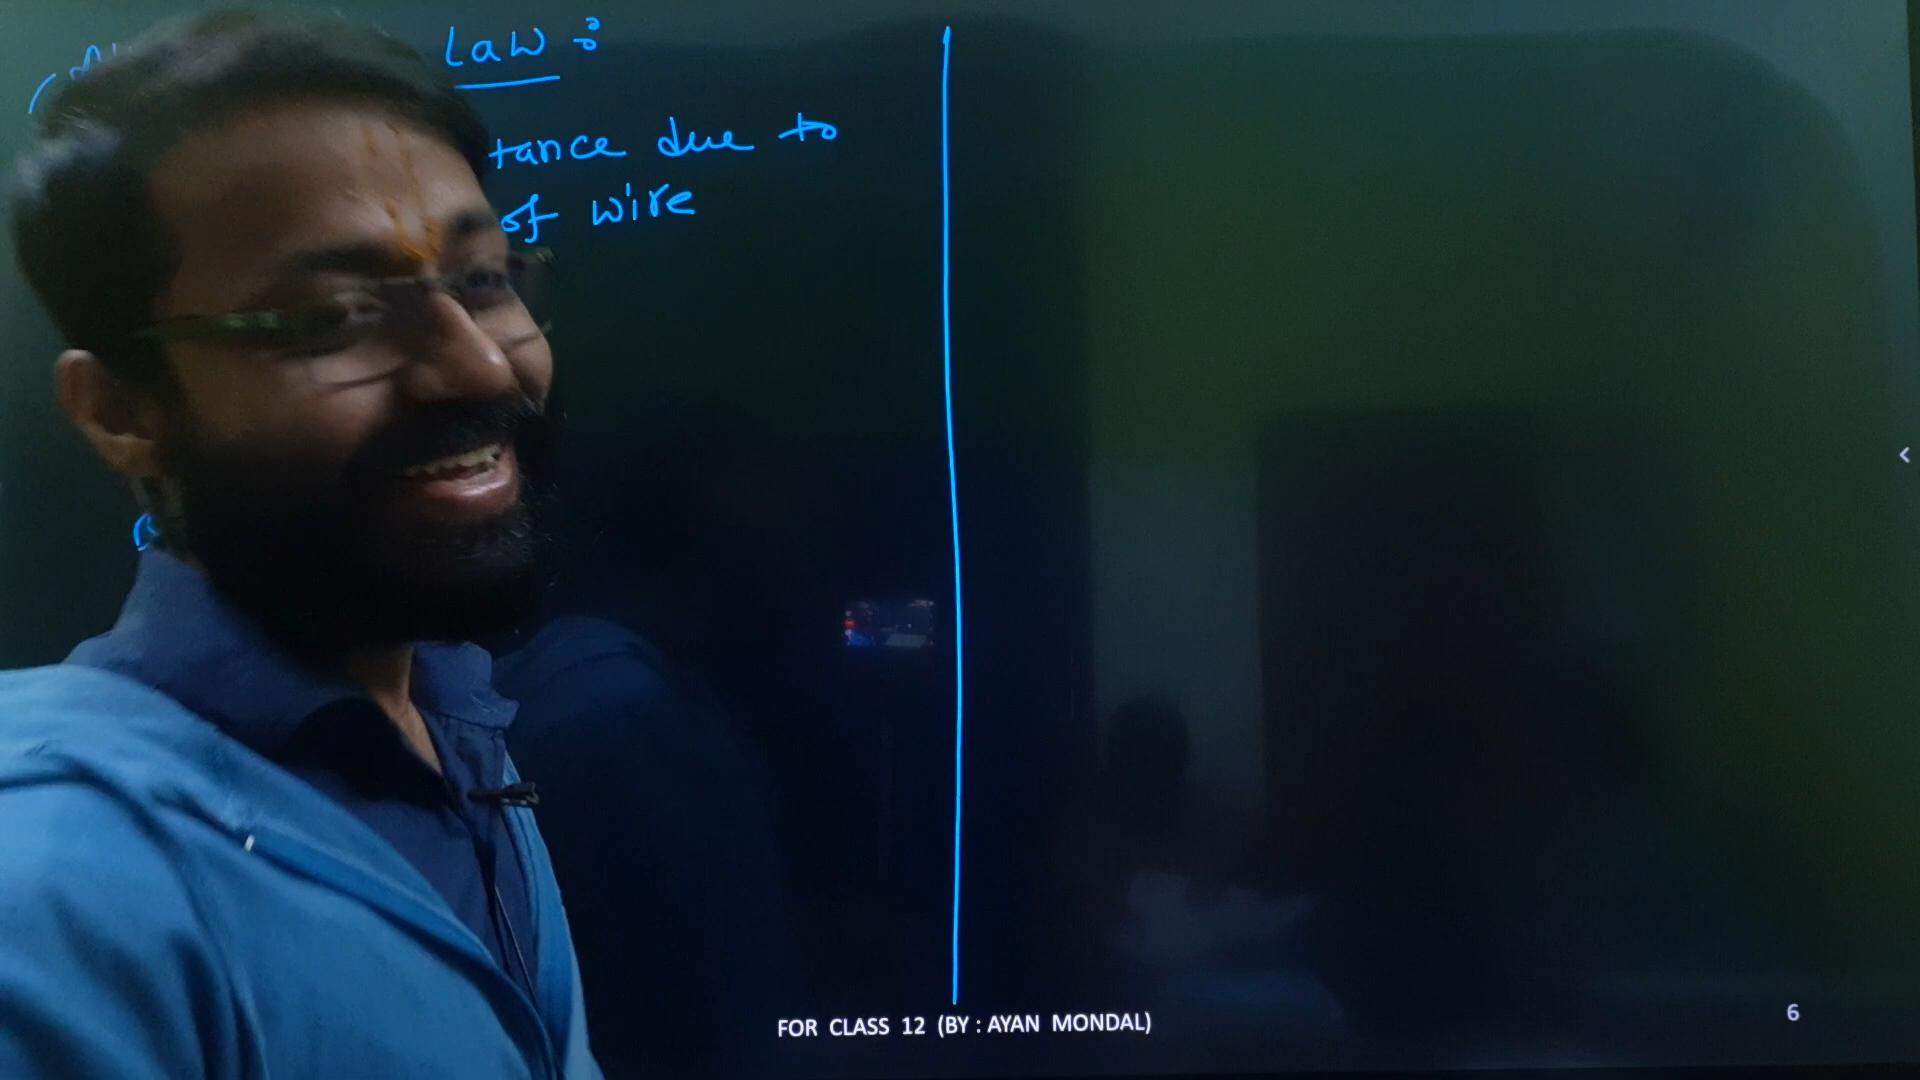 Law :
tance due to
of wire
FOR CLASS 12 (BY : AYAN MONDAL)
6